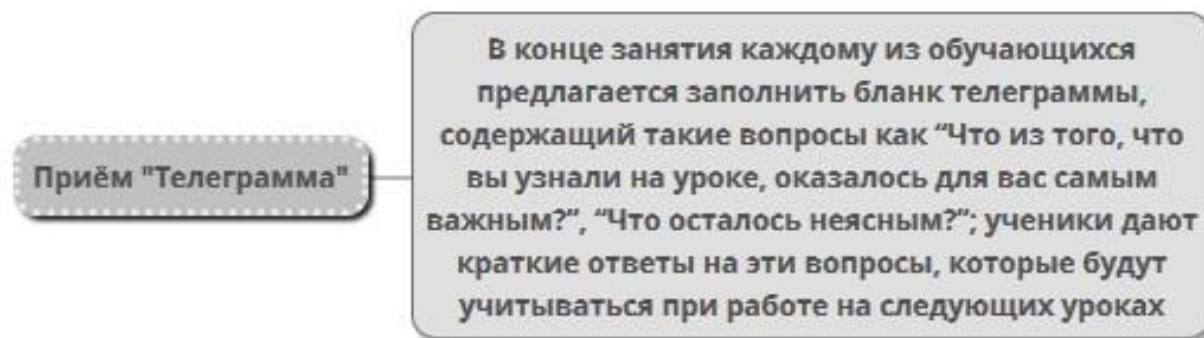 Приём "Телеграмма"
В конце занятия каждому из обучающихся
предлагается заполнить бланк телеграммы,
содержащий такие вопросы как “Что из того, что
вы узнали на уроке, оказалось для вас самым
важным?”, “Что осталось неясным?”; ученики дают
краткие ответы на эти вопросы, которые будут
учитываться при работе на следующих уроках